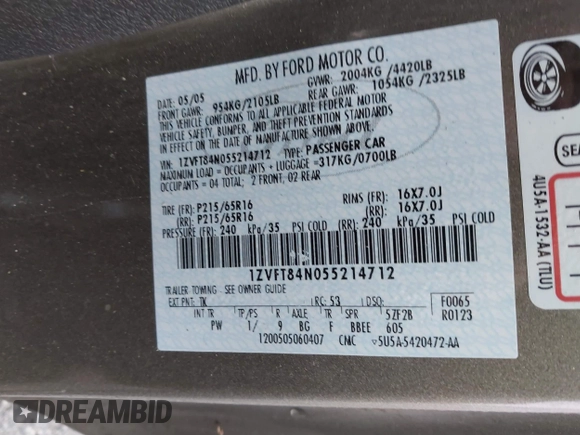 MFD. BY FORD MOTOR CO.
DATE: 05/05 GVWR: 2004KG /4420LB
FRONT GAWR: 954KG/2105LB REAR GAWR: 1054KG /2325LB
THIS VEHICLE CONFORMS TO ALL APPLICABLE FEDERAL MOTOR
VEHICLE SAFETY, BUMPER, AND THEFT PREVENTION STANDARDS
IN EFFECT ON THE DATE OF MANUFACTURE SHOWN ABOVE.
VIN: 1ZVFT84N055214712 TYPE: PASSENGER CAR
MAXIMUM LOAD = OCCUPANTS + LUGGAGE = 317KG/0700LB
OCCUPANTS = 04 TOTAL; 2 FRONT, 02 REAR
TIRE (FR): P215/65R16 RIMS (FR): 16X7.0J
(RR): P215/65R16 (RR): 16X7.0J
PRESSURE (FR): 240 kPa/35 PSI COLD (RR): 240 kPa/35 PSI COLD
1ZVFT84N055214712
TRAILER TOWING - SEE OWNER GUIDE
EXT PNT: TK RC: 53 DSO: F0065
INT TR TP/PS R AXLE TR SPR 5ZF2B R0123
PW 1/ 9 BG F BBEE 605
1200505060407 CMC ▽5U5A-5420472-AA
4U5A-1532-AA (TLU)
SEA
DREAMBID